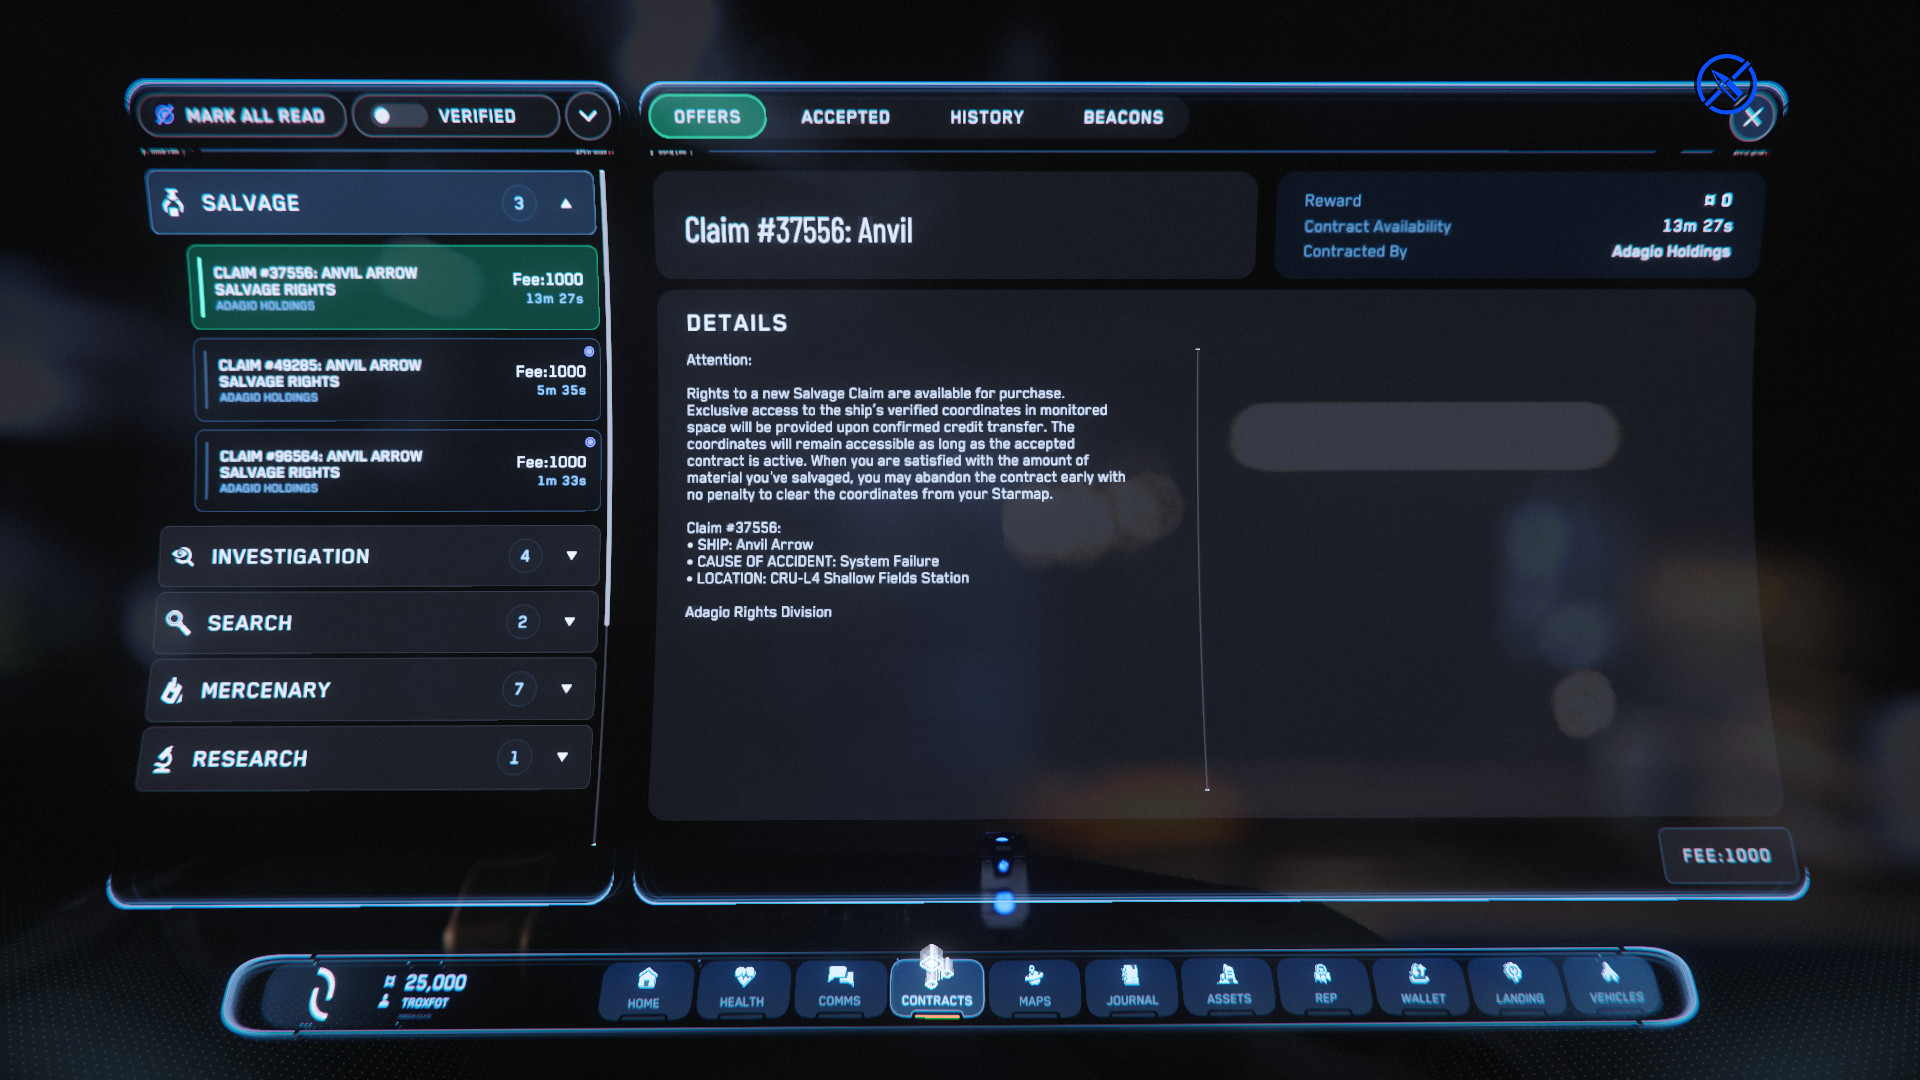 MARK ALL READ
VERIFIED
SALVAGE 3
CLAIM #37556: ANVIL ARROW
SALVAGE RIGHTS
ADAGIO HOLDINGS
Fee:1000
13m 27s
CLAIM #49285: ANVIL ARROW
SALVAGE RIGHTS
ADAGIO HOLDINGS
Fee:1000
5m 35s
CLAIM #96564: ANVIL ARROW
SALVAGE RIGHTS
ADAGIO HOLDINGS
Fee:1000
1m 33s
INVESTIGATION 4
SEARCH 2
MERCENARY 7
RESEARCH 1
OFFERS ACCEPTED HISTORY BEACONS
Claim #37556: Anvil
Reward ¤ 0
Contract Availability 13m 27s
Contracted By Adagio Holdings
DETAILS
Attention:
Rights to a new Salvage Claim are available for purchase.
Exclusive access to the ship's verified coordinates in monitored
space will be provided upon confirmed credit transfer. The
coordinates will remain accessible as long as the accepted
contract is active. When you are satisfied with the amount of
material you've salvaged, you may abandon the contract early with
no penalty to clear the coordinates from your Starmap.
Claim #37556:
• SHIP: Anvil Arrow
• CAUSE OF ACCIDENT: System Failure
• LOCATION: CRU-L4 Shallow Fields Station
Adagio Rights Division
FEE:1000
¤ 25,000
TROXFOT
HOME HEALTH COMMS CONTRACTS MAPS JOURNAL ASSETS REP WALLET LANDING VEHICLES